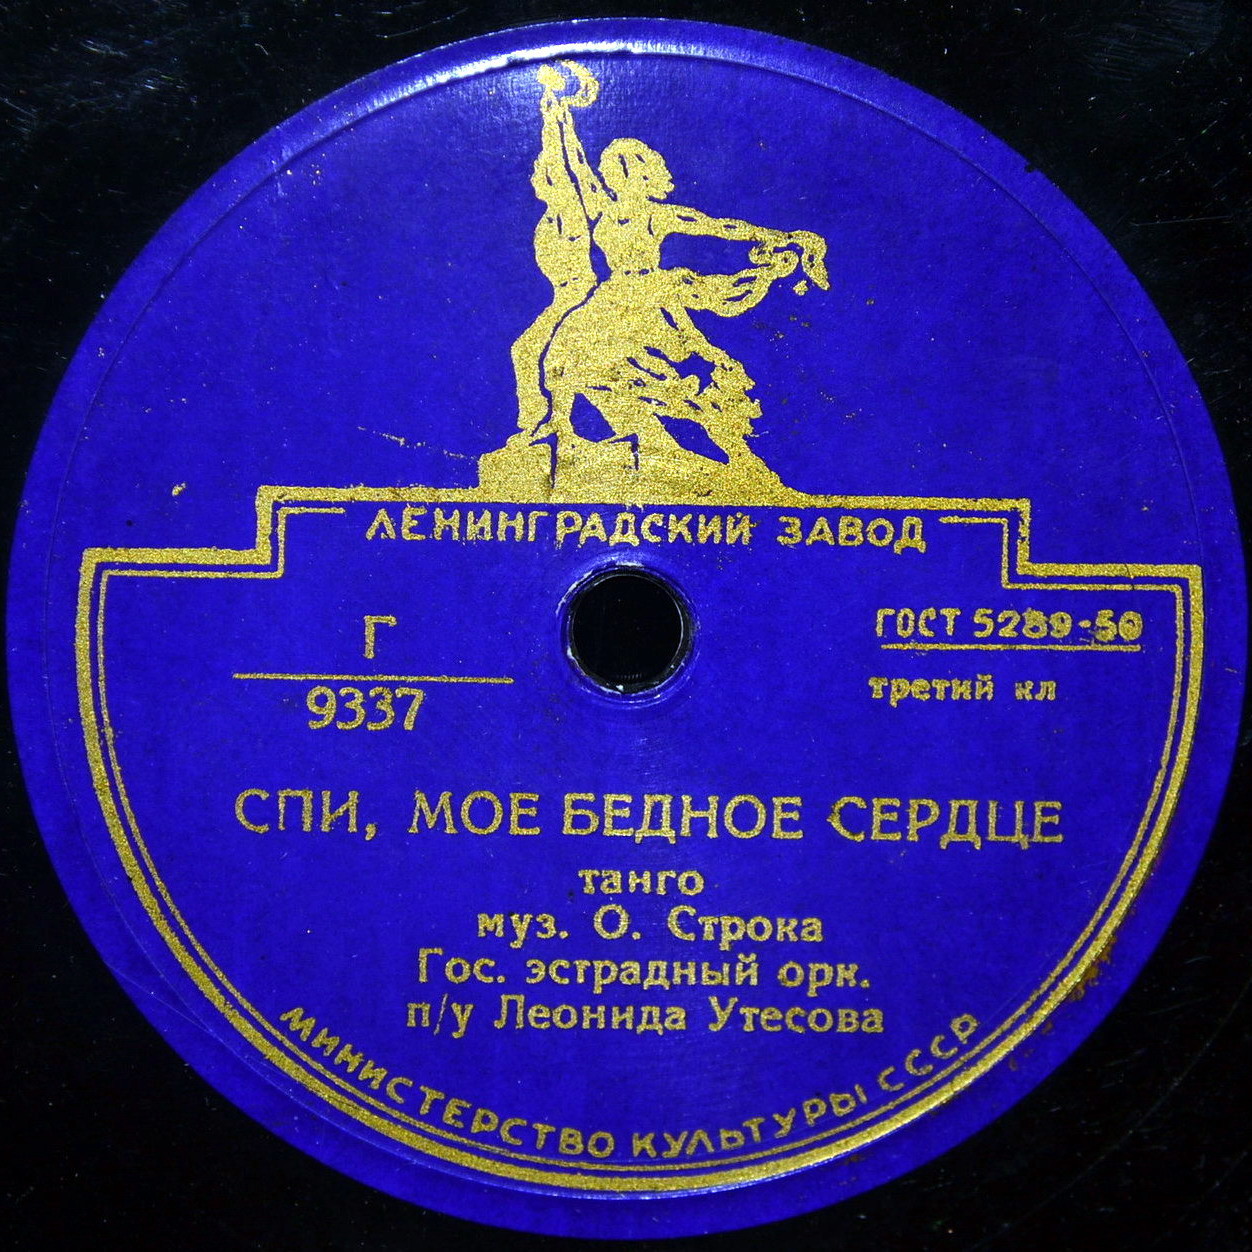 ЛЕНИНГРАДСКИЙ ЗАВОД
Г
9337
ГОСТ 5289-50
третий кл
СПИ, МОЕ БЕДНОЕ СЕРДЦЕ
танго
муз. О. Строка
Гос. эстрадный орк.
п/у Леонида Утесова
МИНИСТЕРСТВО КУЛЬТУРЫ СССР